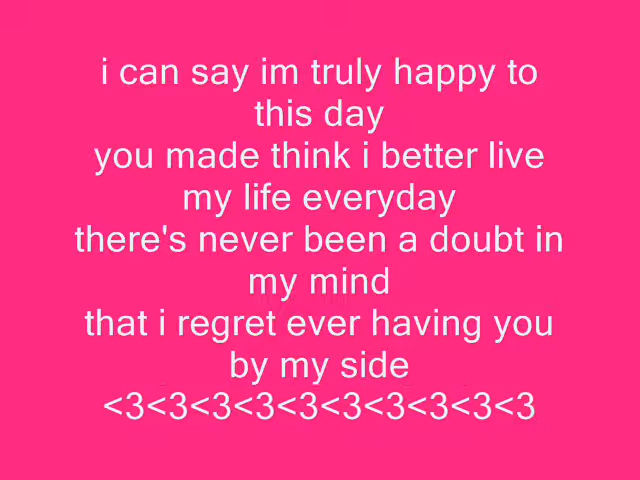 i can say im truly happy to
this day
you made think i better live
my life everyday
there's never been a doubt in
my mind
that i regret ever having you
by my side
<3<3<3<3<3<3<3<3<3<3